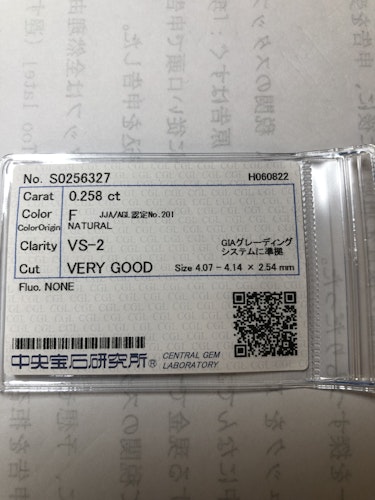 No. S0256327 H060822
Carat 0.258 ct
Color F JJA/AGL認定No.201
ColorOrigin NATURAL
Clarity VS-2 GIAグレーディング
システムに準拠
Cut VERY GOOD Size 4.07 - 4.14 × 2.54 mm
Fluo. NONE
中央宝石研究所® CENTRAL GEM
LABORATORY